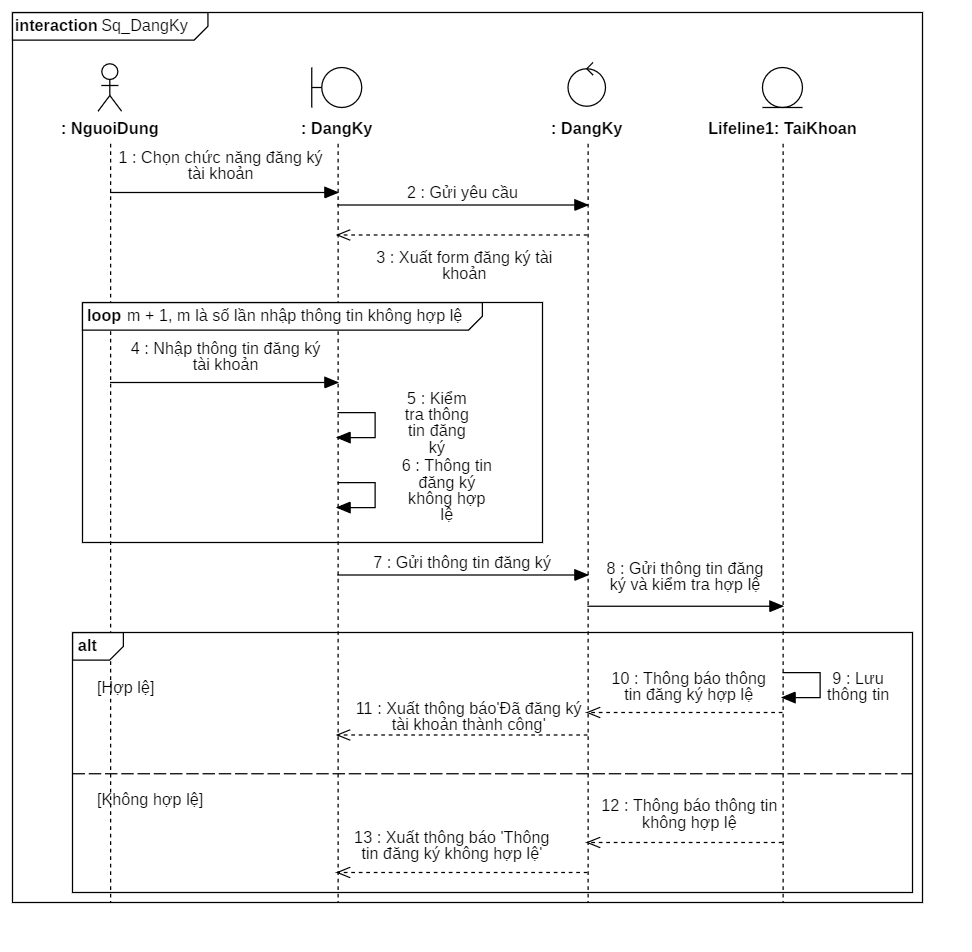 interaction Sq_DangKy
: NguoiDung
: DangKy
: DangKy
Lifeline1: TaiKhoan
1 : Chọn chức năng đăng ký
tài khoản
2 : Gửi yêu cầu
3 : Xuất form đăng ký tài
khoản
loop m + 1, m là số lần nhập thông tin không hợp lệ
4 : Nhập thông tin đăng ký
tài khoản
5 : Kiểm
tra thông
tin đăng
ký
6 : Thông tin
đăng ký
không hợp
lệ
7 : Gửi thông tin đăng ký
8 : Gửi thông tin đăng
ký và kiểm tra hợp lệ
alt
[Hợp lệ]
9 : Lưu
thông tin
10 : Thông báo thông
tin đăng ký hợp lệ
11 : Xuất thông báo'Đã đăng ký
tài khoản thành công'
[Không hợp lệ]
12 : Thông báo thông tin
không hợp lệ
13 : Xuất thông báo 'Thông
tin đăng ký không hợp lệ'